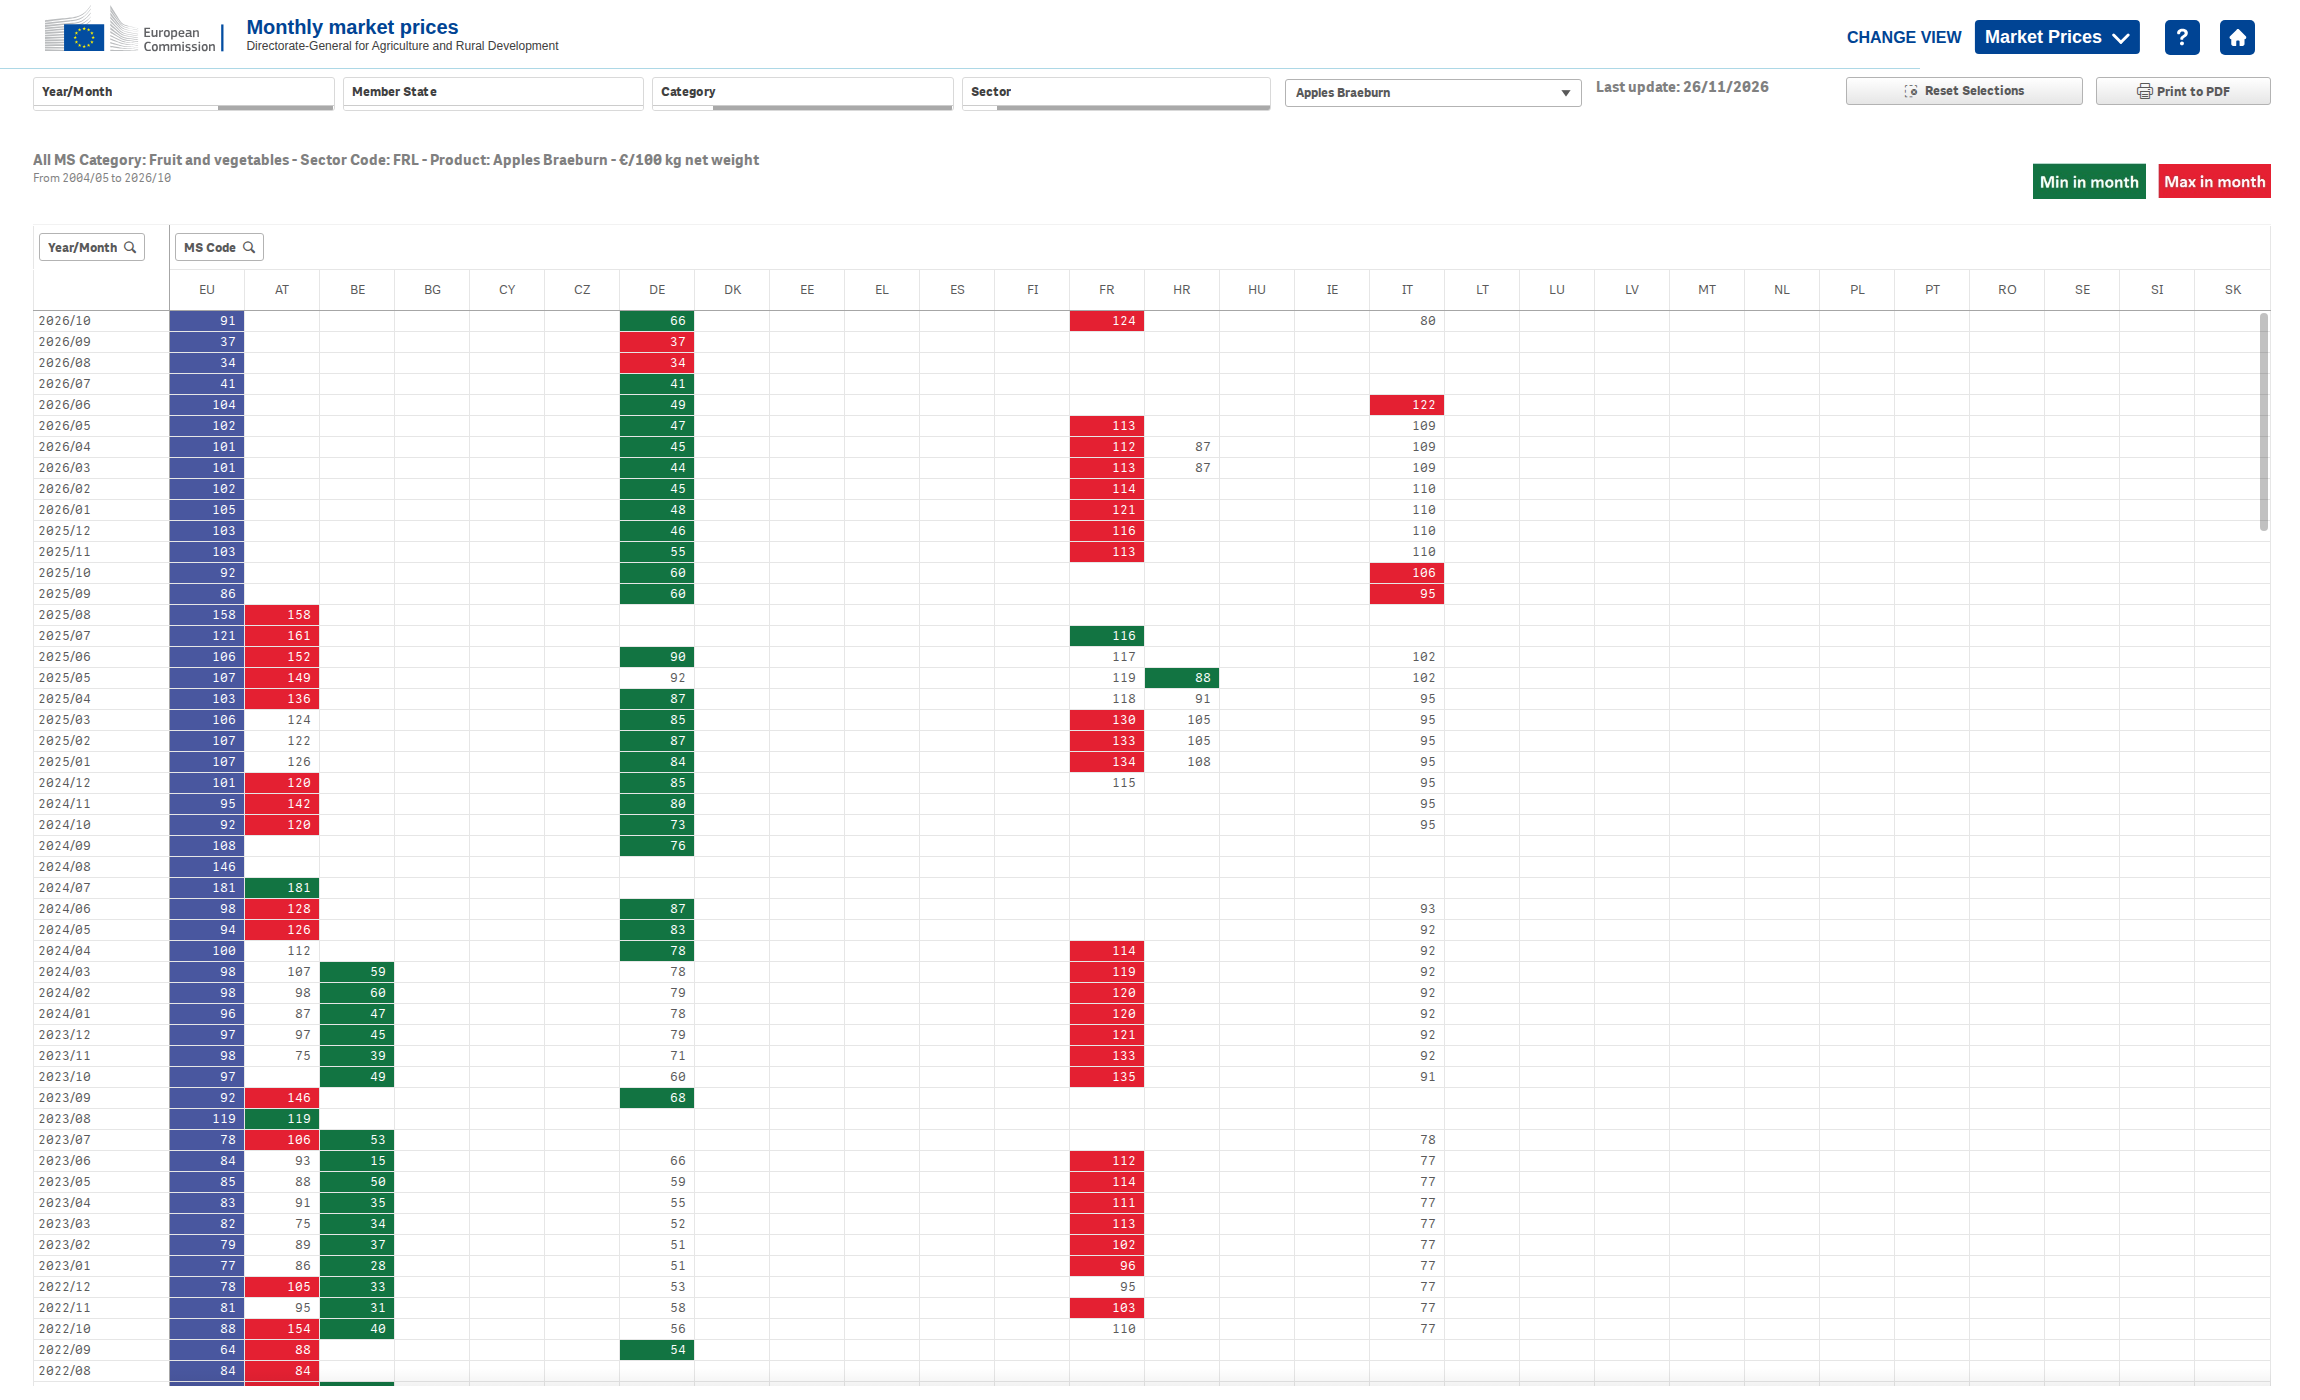 European
Commission
Monthly market prices
Directorate-General for Agriculture and Rural Development
CHANGE VIEW
Market Prices
?
Year/Month
Member State
Category
Sector
Apples Braeburn
Last update: 26/11/2026
Reset Selections
Print to PDF
All MS Category: Fruit and vegetables - Sector Code: FRL - Product: Apples Braeburn - €/100 kg net weight
From 2004/05 to 2026/10
Min in month
Max in month
Year/Month
MS Code
EU AT BE BG CY CZ DE DK EE EL ES FI FR HR HU IE IT LT LU LV MT NL PL PT RO SE SI SK
2026/10 91 66 124 80
2026/09 37 37
2026/08 34 34
2026/07 41 41
2026/06 104 49 122
2026/05 102 47 113 109
2026/04 101 45 112 87 109
2026/03 101 44 113 87 109
2026/02 102 45 114 110
2026/01 105 48 121 110
2025/12 103 46 116 110
2025/11 103 55 113 110
2025/10 92 60 106
2025/09 86 60 95
2025/08 158 158
2025/07 121 161 116
2025/06 106 152 90 117 102
2025/05 107 149 92 119 88 102
2025/04 103 136 87 118 91 95
2025/03 106 124 85 130 105 95
2025/02 107 122 87 133 105 95
2025/01 107 126 84 134 108 95
2024/12 101 120 85 115 95
2024/11 95 142 80 95
2024/10 92 120 73 95
2024/09 108 76
2024/08 146
2024/07 181 181
2024/06 98 128 87 93
2024/05 94 126 83 92
2024/04 100 112 78 114 92
2024/03 98 107 59 78 119 92
2024/02 98 98 60 79 120 92
2024/01 96 87 47 78 120 92
2023/12 97 97 45 79 121 92
2023/11 98 75 39 71 133 92
2023/10 97 49 60 135 91
2023/09 92 146 68
2023/08 119 119
2023/07 78 106 53 78
2023/06 84 93 15 66 112 77
2023/05 85 88 50 59 114 77
2023/04 83 91 35 55 111 77
2023/03 82 75 34 52 113 77
2023/02 79 89 37 51 102 77
2023/01 77 86 28 51 96 77
2022/12 78 105 33 53 95 77
2022/11 81 95 31 58 103 77
2022/10 88 154 40 56 110 77
2022/09 64 88 54
2022/08 84 84